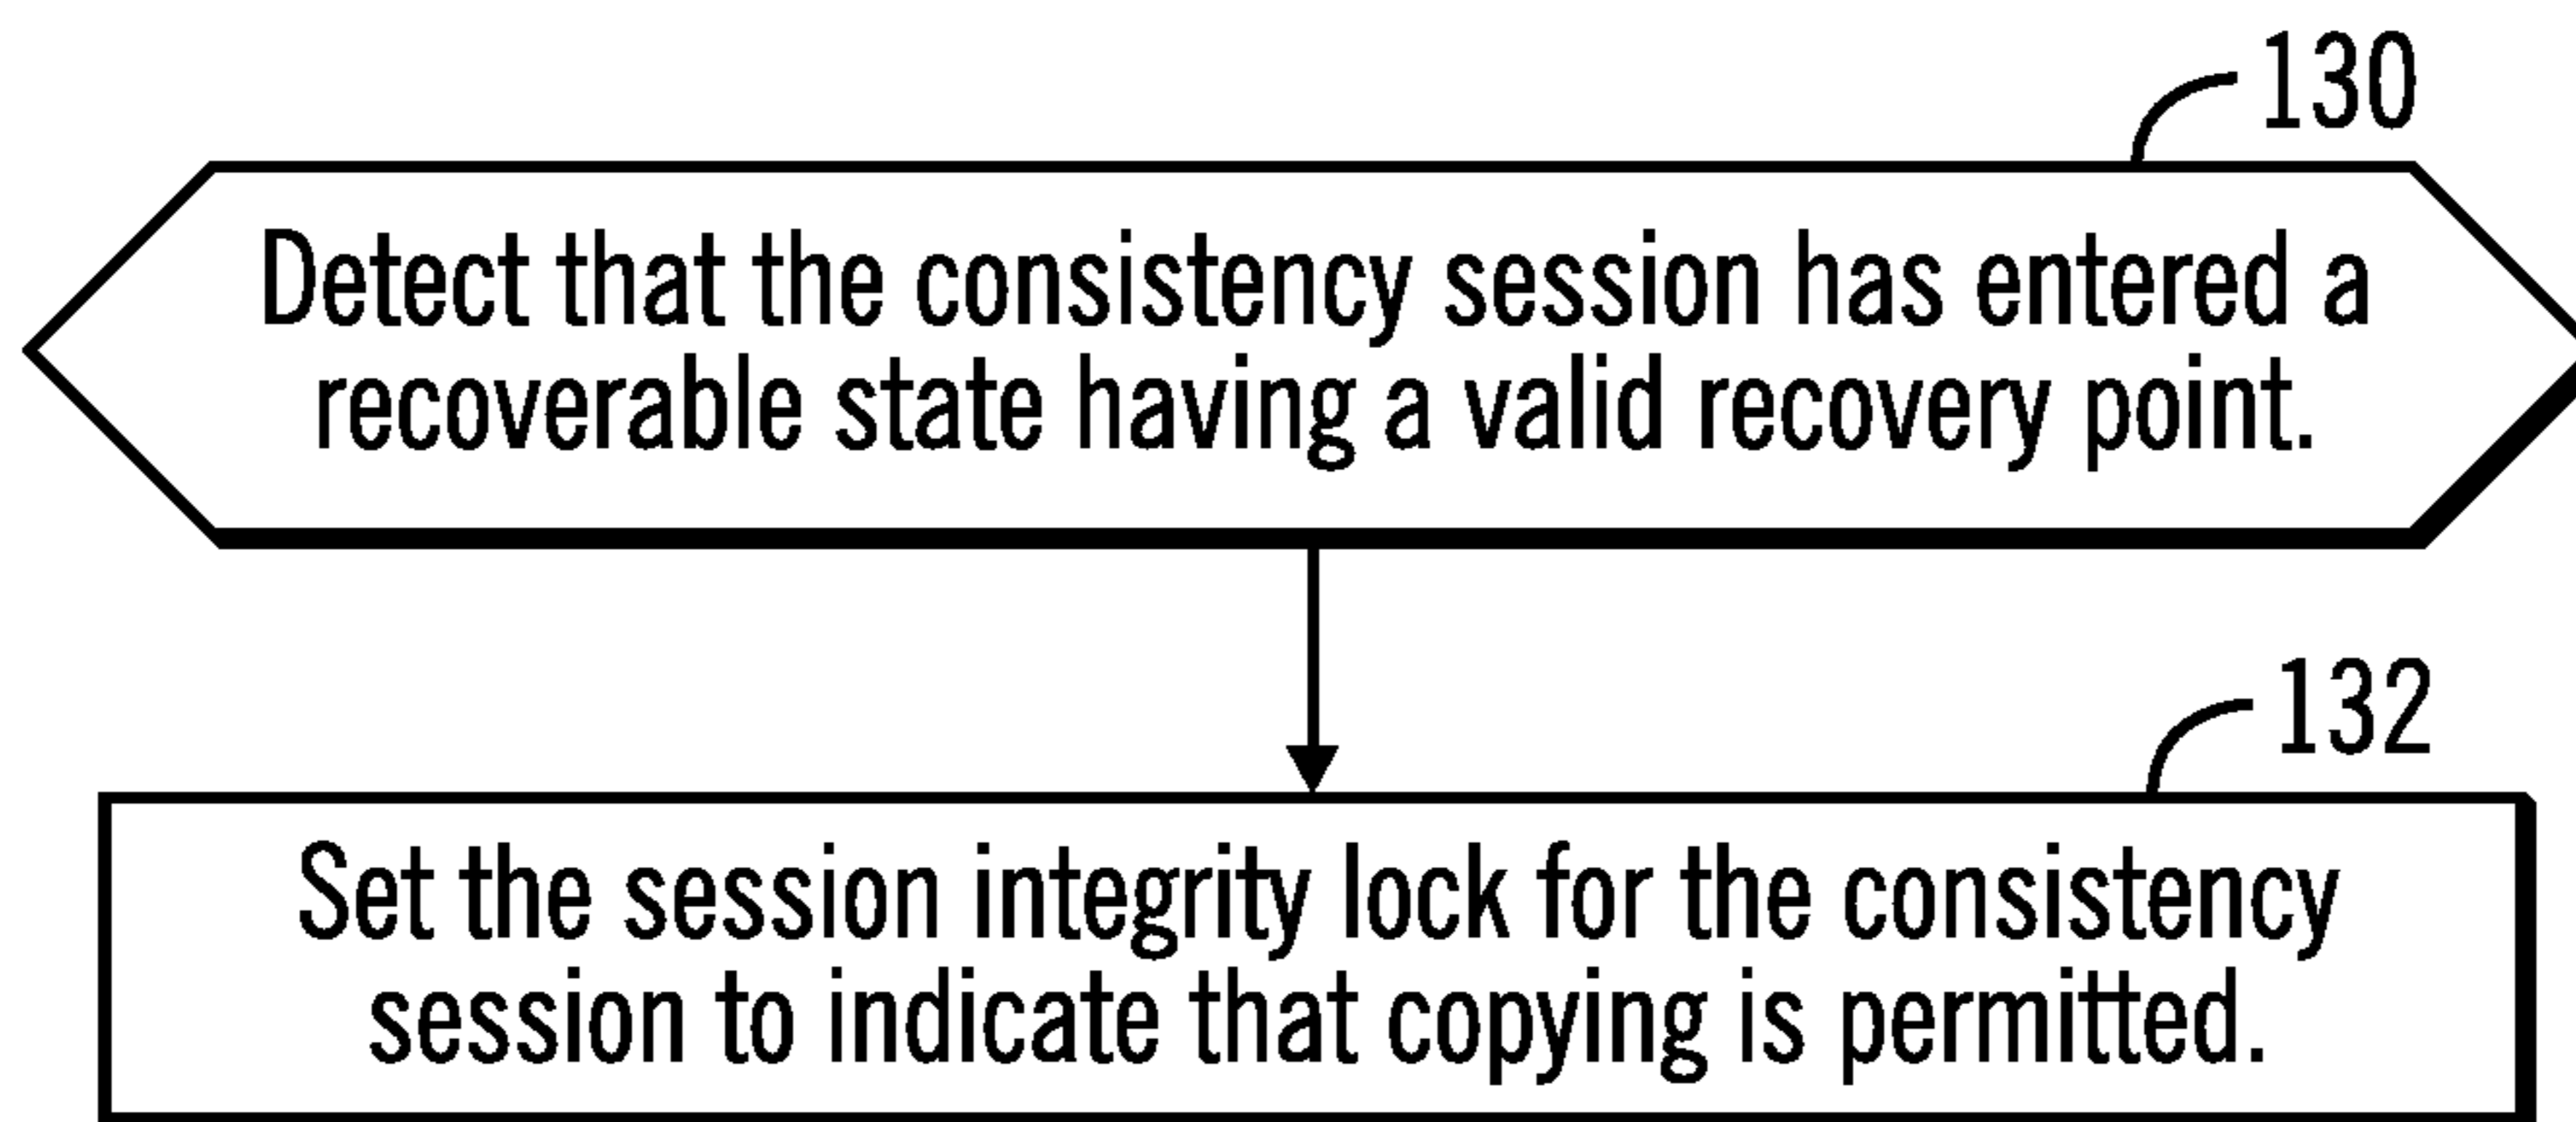 130
Detect that the consistency session has entered a
recoverable state having a valid recovery point.
132
Set the session integrity lock for the consistency
session to indicate that copying is permitted.